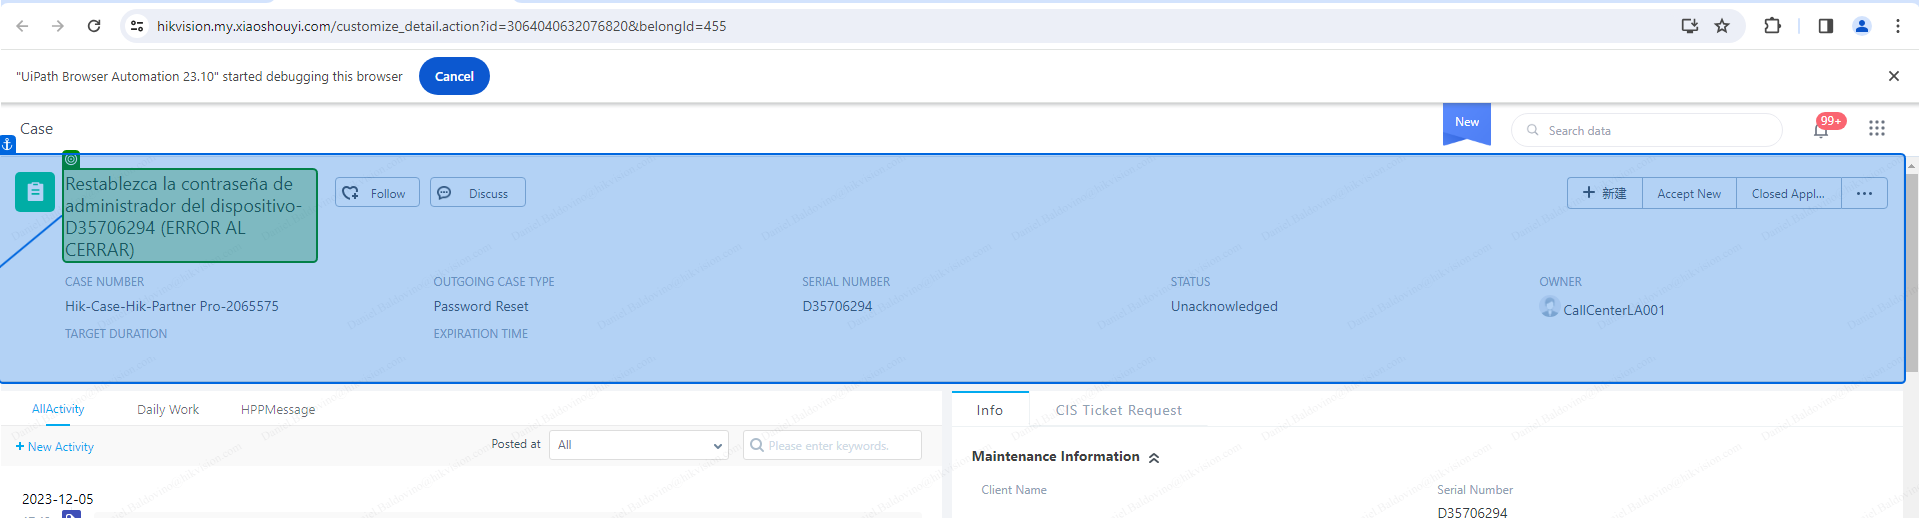 hikvision.my.xiaoshouyi.com/customize_detail.action?id=3064040632076820&belongId=455
"UiPath Browser Automation 23.10" started debugging this browser Cancel
Case New Search data 99+
Restablezca la contraseña de
administrador del dispositivo-
D35706294 (ERROR AL
CERRAR)
Follow Discuss 新建 Accept New Closed Appl... ...
CASE NUMBER OUTGOING CASE TYPE SERIAL NUMBER STATUS OWNER
Hik-Case-Hik-Partner Pro-2065575 Password Reset D35706294 Unacknowledged CallCenterLA001
TARGET DURATION EXPIRATION TIME
AllActivity Daily Work HPPMessage Info CIS Ticket Request
+ New Activity Posted at All Please enter keywords.
Maintenance Information
Client Name Serial Number
2023-12-05
D35706294